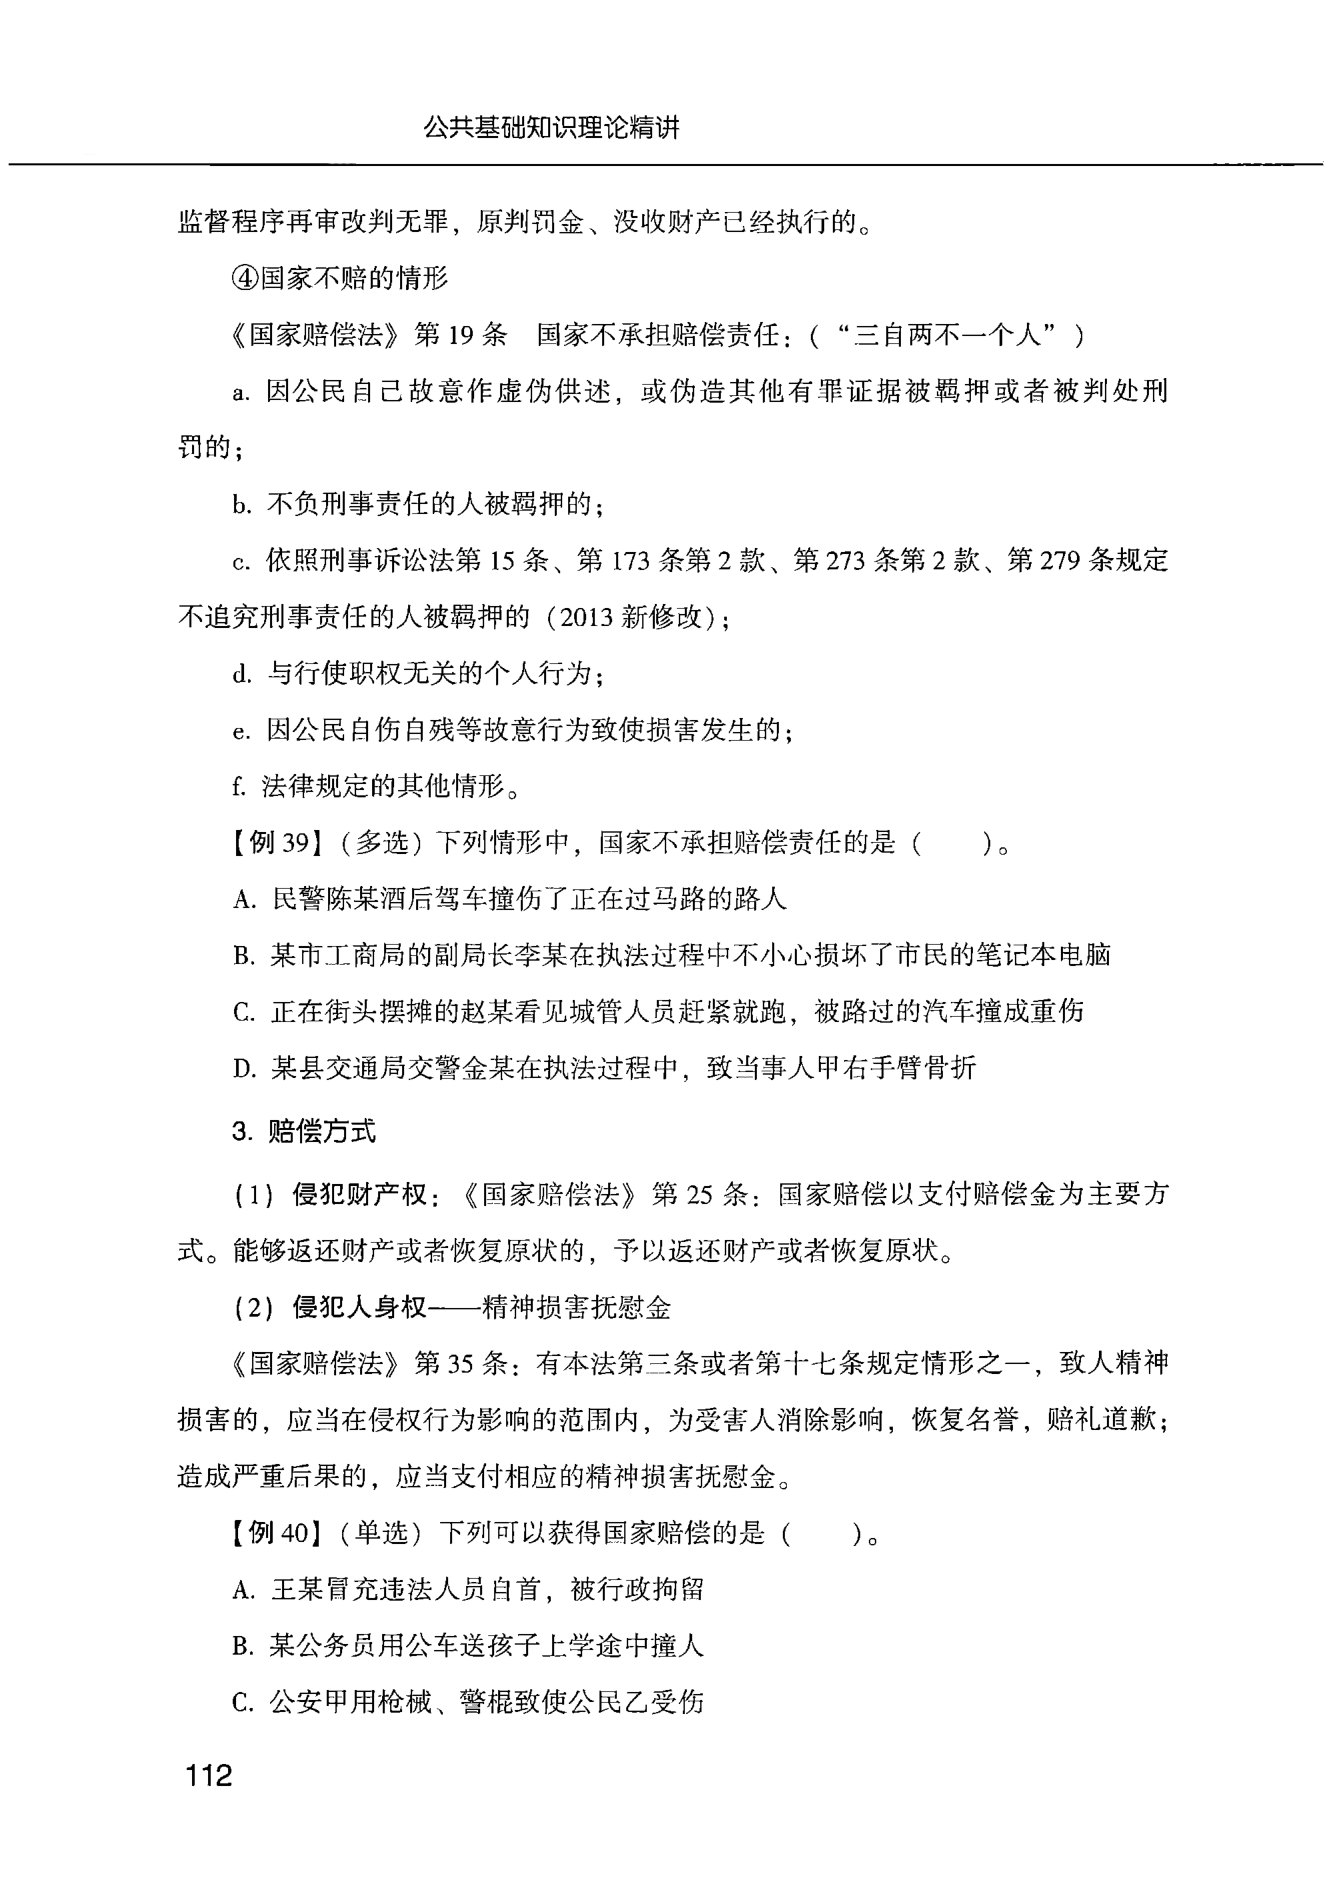 公共基础知识理论精讲
监督程序再审改判无罪，原判罚金、没收财产已经执行的。
④国家不赔的情形
《国家赔偿法》第 19 条　国家不承担赔偿责任：（“三自两不一个人”）
a. 因公民自己故意作虚伪供述，或伪造其他有罪证据被羁押或者被判处刑
罚的；
b. 不负刑事责任的人被羁押的；
c. 依照刑事诉讼法第 15 条、第 173 条第 2 款、第 273 条第 2 款、第 279 条规定
不追究刑事责任的人被羁押的（2013 新修改）；
d. 与行使职权无关的个人行为；
e. 因公民自伤自残等故意行为致使损害发生的；
f. 法律规定的其他情形。
【例 39】（多选）下列情形中，国家不承担赔偿责任的是（　　）。
A. 民警陈某酒后驾车撞伤了正在过马路的路人
B. 某市工商局的副局长李某在执法过程中不小心损坏了市民的笔记本电脑
C. 正在街头摆摊的赵某看见城管人员赶紧就跑，被路过的汽车撞成重伤
D. 某县交通局交警金某在执法过程中，致当事人甲右手臂骨折
3. 赔偿方式
（1）侵犯财产权：《国家赔偿法》第 25 条：国家赔偿以支付赔偿金为主要方
式。能够返还财产或者恢复原状的，予以返还财产或者恢复原状。
（2）侵犯人身权——精神损害抚慰金
《国家赔偿法》第 35 条：有本法第三条或者第十七条规定情形之一，致人精神
损害的，应当在侵权行为影响的范围内，为受害人消除影响，恢复名誉，赔礼道歉；
造成严重后果的，应当支付相应的精神损害抚慰金。
【例 40】（单选）下列可以获得国家赔偿的是（　　）。
A. 王某冒充违法人员自首，被行政拘留
B. 某公务员用公车送孩子上学途中撞人
C. 公安甲用枪械、警棍致使公民乙受伤
112